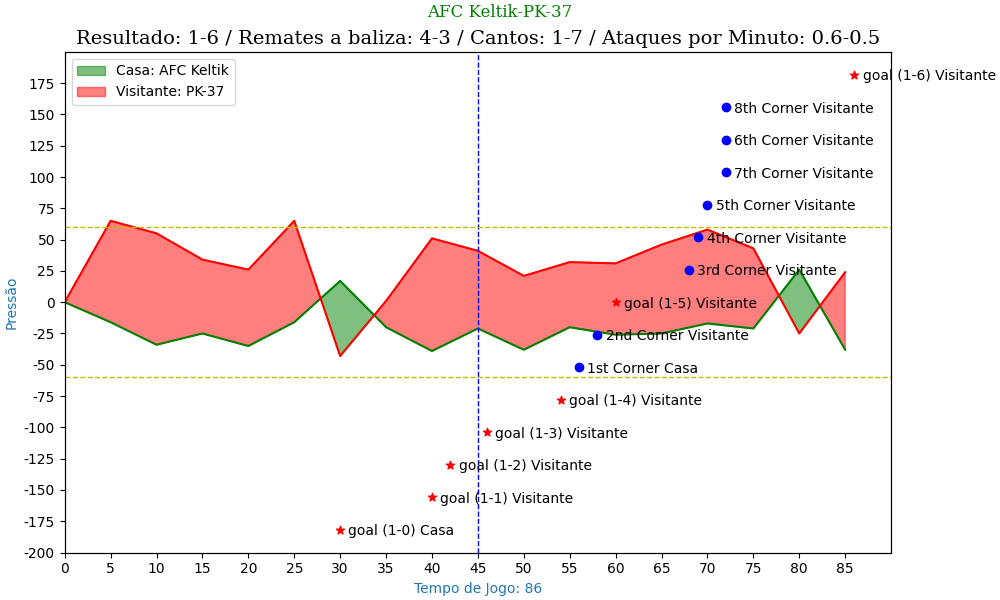 AFC Keltik-PK-37
Resultado: 1-6 / Remates a baliza: 4-3 / Cantos: 1-7 / Ataques por Minuto: 0.6-0.5
Casa: AFC Keltik
Visitante: PK-37
goal (1-6) Visitante
8th Corner Visitante
6th Corner Visitante
7th Corner Visitante
5th Corner Visitante
4th Corner Visitante
3rd Corner Visitante
goal (1-5) Visitante
2nd Corner Visitante
1st Corner Casa
goal (1-4) Visitante
goal (1-3) Visitante
goal (1-2) Visitante
goal (1-1) Visitante
goal (1-0) Casa
175
150
125
100
75
50
25
0
-25
-50
-75
-100
-125
-150
-175
-200
Pressão
0 5 10 15 20 25 30 35 40 45 50 55 60 65 70 75 80 85
Tempo de Jogo: 86